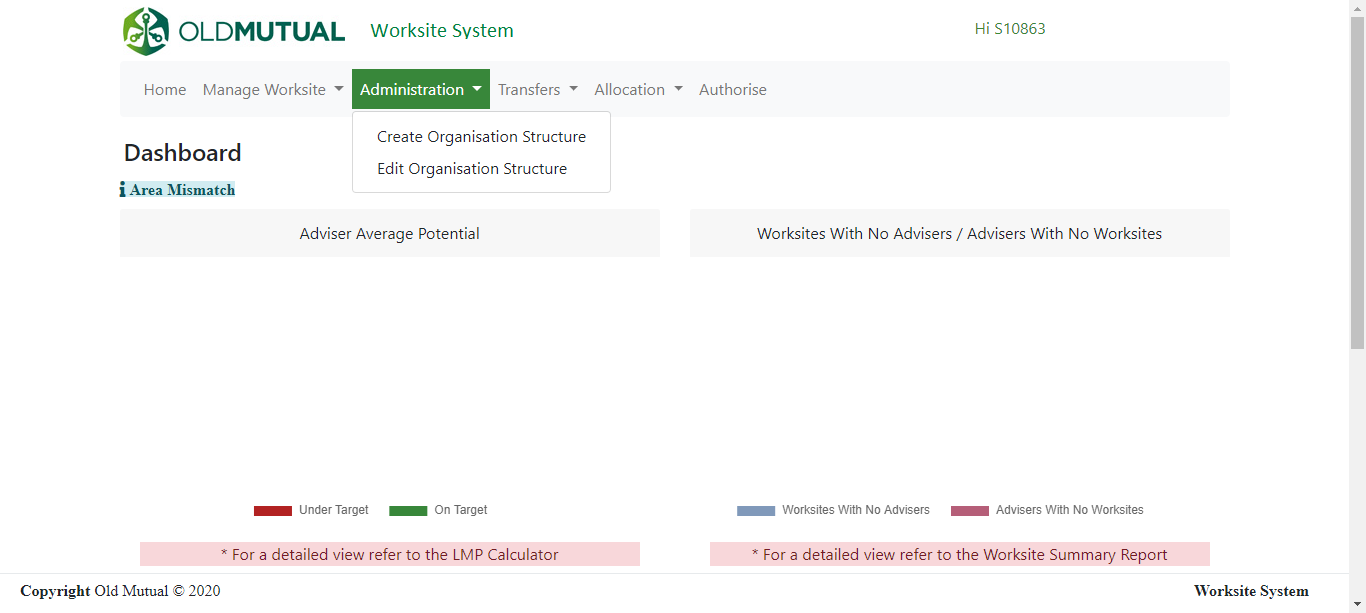 OLDMUTUAL Worksite System Hi S10863
Home Manage Worksite Administration Transfers Allocation Authorise
Create Organisation Structure
Edit Organisation Structure
Dashboard
Area Mismatch
Adviser Average Potential
Worksites With No Advisers / Advisers With No Worksites
Under Target On Target
Worksites With No Advisers Advisers With No Worksites
* For a detailed view refer to the LMP Calculator
* For a detailed view refer to the Worksite Summary Report
Copyright Old Mutual © 2020 Worksite System